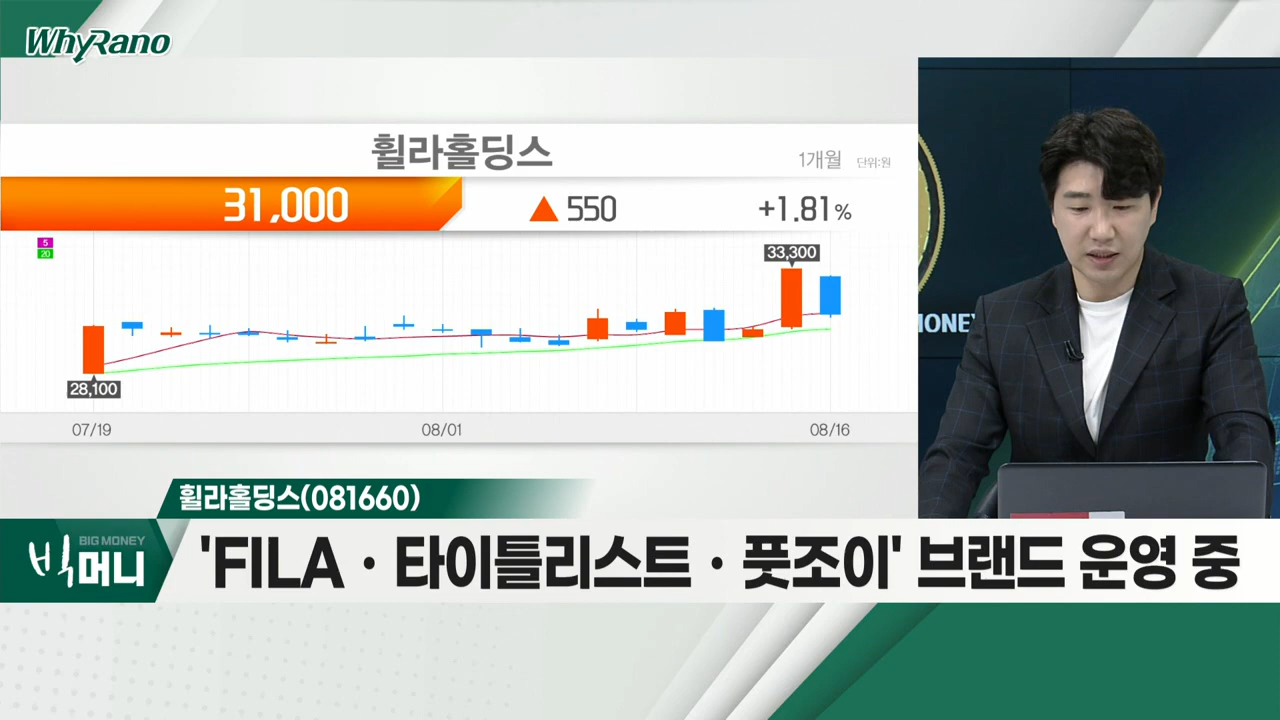 WhyRano
휠라홀딩스
1개월 단위:원
31,000 ▲550 +1.81%
5
20
33,300
28,100
07/19 08/01 08/16
MONEY
휠라홀딩스(081660)
BIG MONEY
빅머니
'FILA · 타이틀리스트 · 풋조이' 브랜드 운영 중